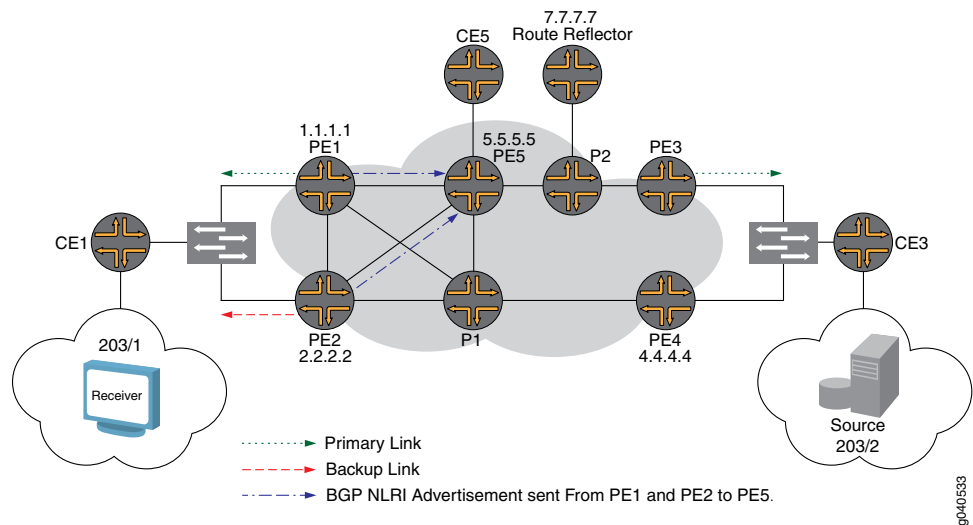 7.7.7.7
Route Reflector
CE5
1.1.1.1
PE1
5.5.5.5
PE5
P2
PE3
CE1
CE3
PE2
2.2.2.2
P1
PE4
4.4.4.4
203/1
Receiver
Source
203/2
Primary Link
Backup Link
BGP NLRI Advertisement sent From PE1 and PE2 to PE5.
g040533